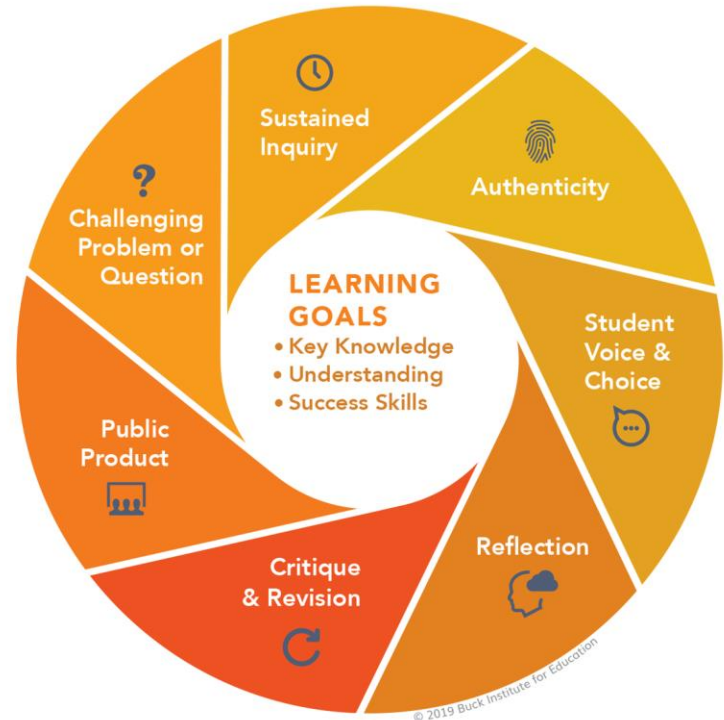 Sustained
Inquiry
Authenticity
Student
Voice &
Choice
Reflection
Critique
& Revision
Public
Product
?
Challenging
Problem or
Question
LEARNING
GOALS
• Key Knowledge
• Understanding
• Success Skills
© 2019 Buck Institute for Education